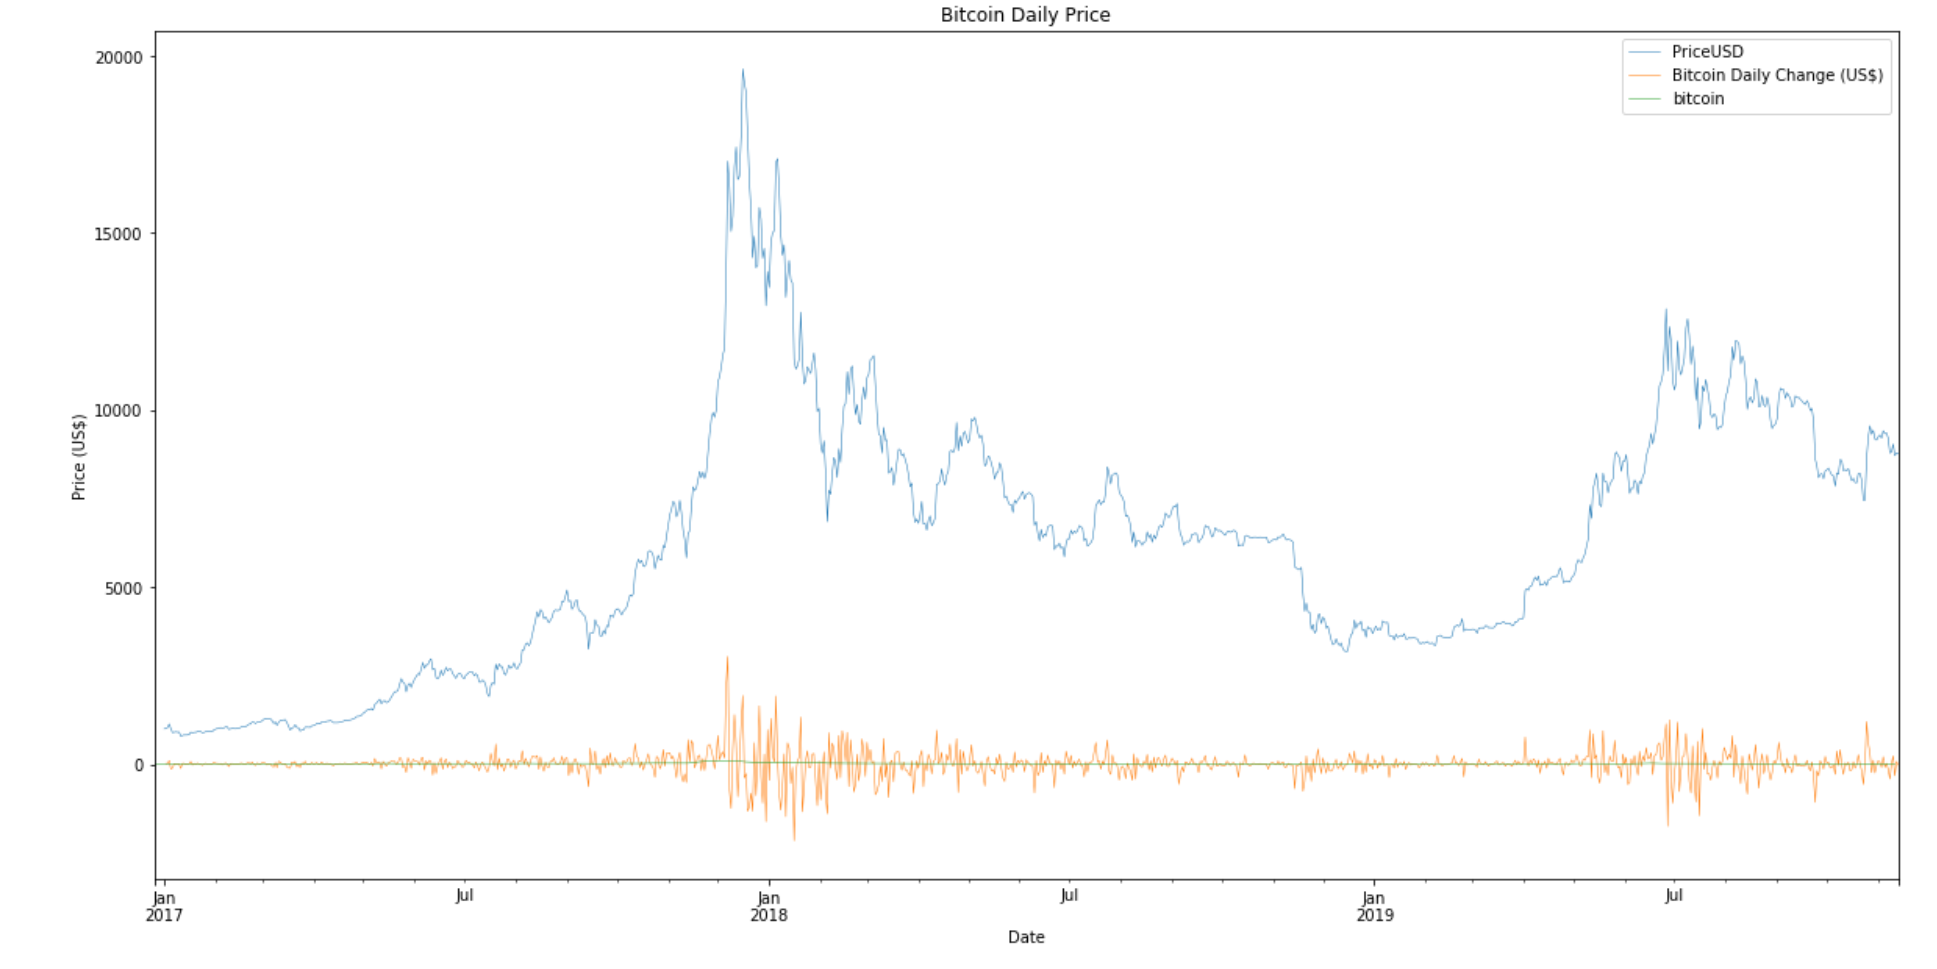 Bitcoin Daily Price
PriceUSD
Bitcoin Daily Change (US$)
bitcoin
Price (US$)
20000
15000
10000
5000
0
Jan
2017
Jul
Jan
2018
Jul
Jan
2019
Jul
Date